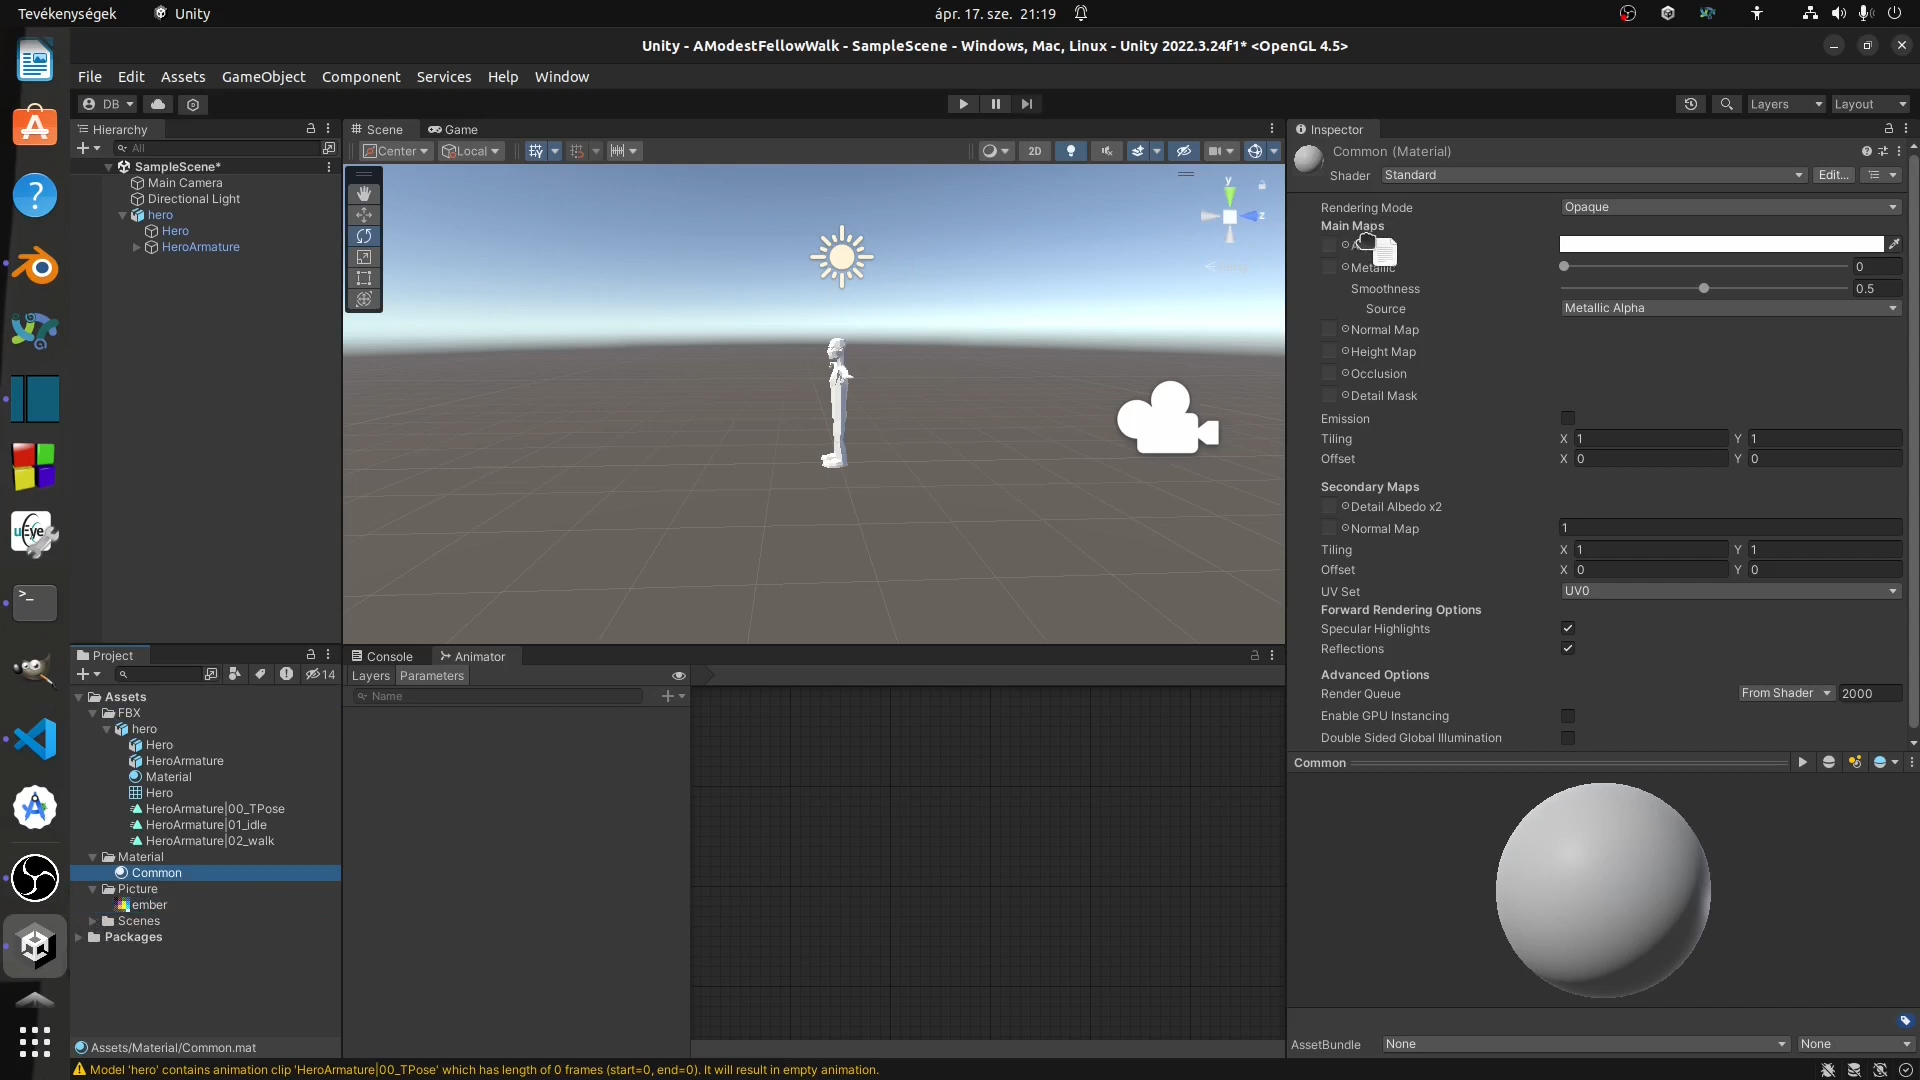 Tevékenységek
Unity
ápr. 17. sze. 21:19
Unity - AModestFellowWalk - SampleScene - Windows, Mac, Linux - Unity 2022.3.24f1* <OpenGL 4.5>
File Edit Assets GameObject Component Services Help Window
DB
Layers
Layout
Hierarchy
All
SampleScene*
Main Camera
Directional Light
hero
Hero
HeroArmature
Scene
Game
Center
Local
2D
y
z
Inspector
Common (Material)
Shader
Standard
Edit...
Rendering Mode
Opaque
Main Maps
Metallic
0
Smoothness
0.5
Source
Metallic Alpha
Normal Map
Height Map
Occlusion
Detail Mask
Emission
Tiling X 1 Y 1
Offset X 0 Y 0
Secondary Maps
Detail Albedo x2
Normal Map 1
Tiling X 1 Y 1
Offset X 0 Y 0
UV Set
UV0
Forward Rendering Options
Specular Highlights
Reflections
Advanced Options
Render Queue
From Shader
2000
Enable GPU Instancing
Double Sided Global Illumination
Common
AssetBundle
None
None
Project
14
Assets
FBX
hero
Hero
HeroArmature
Material
Hero
HeroArmature|00_TPose
HeroArmature|01_idle
HeroArmature|02_walk
Material
Common
Picture
ember
Scenes
Packages
Assets/Material/Common.mat
Console
Animator
Layers
Parameters
Name
uEye
Model 'hero' contains animation clip 'HeroArmature|00_TPose' which has length of 0 frames (start=0, end=0). It will result in empty animation.